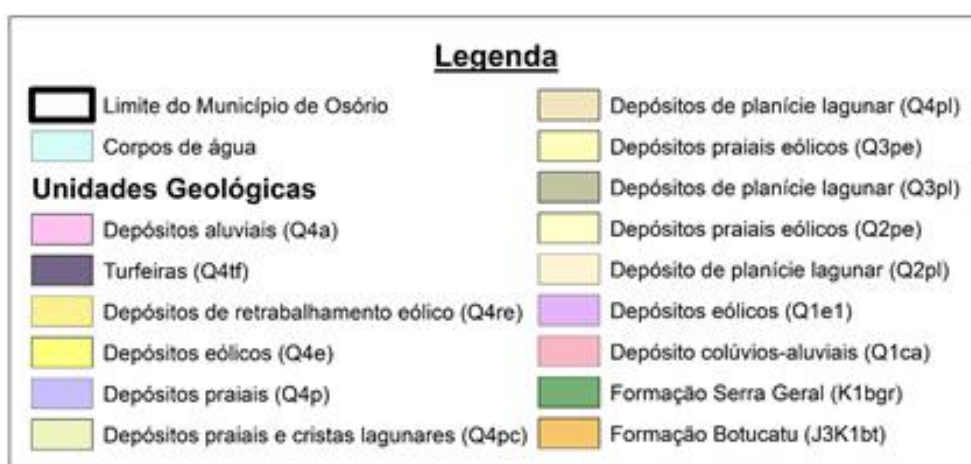 Legenda
Limite do Município de Osório
Corpos de água
Unidades Geológicas
Depósitos aluviais (Q4a)
Turfeiras (Q4tf)
Depósitos de retrabalhamento eólico (Q4re)
Depósitos eólicos (Q4e)
Depósitos praiais (Q4p)
Depósitos praiais e cristas lagunares (Q4pc)
Depósitos de planície lagunar (Q4pl)
Depósitos praiais eólicos (Q3pe)
Depósitos de planície lagunar (Q3pl)
Depósitos praiais eólicos (Q2pe)
Depósito de planície lagunar (Q2pl)
Depósitos eólicos (Q1e1)
Depósito colúvios-aluviais (Q1ca)
Formação Serra Geral (K1bgr)
Formação Botucatu (J3K1bt)